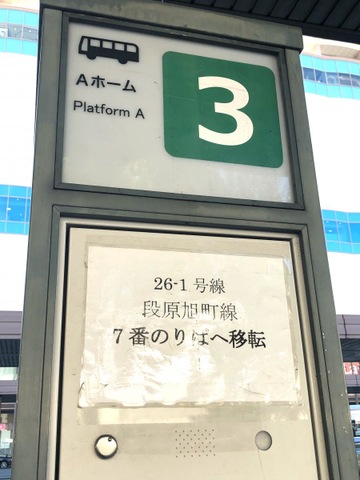 Aホーム
Platform A
3
26-1号線
段原旭町線
7番のりばへ移転